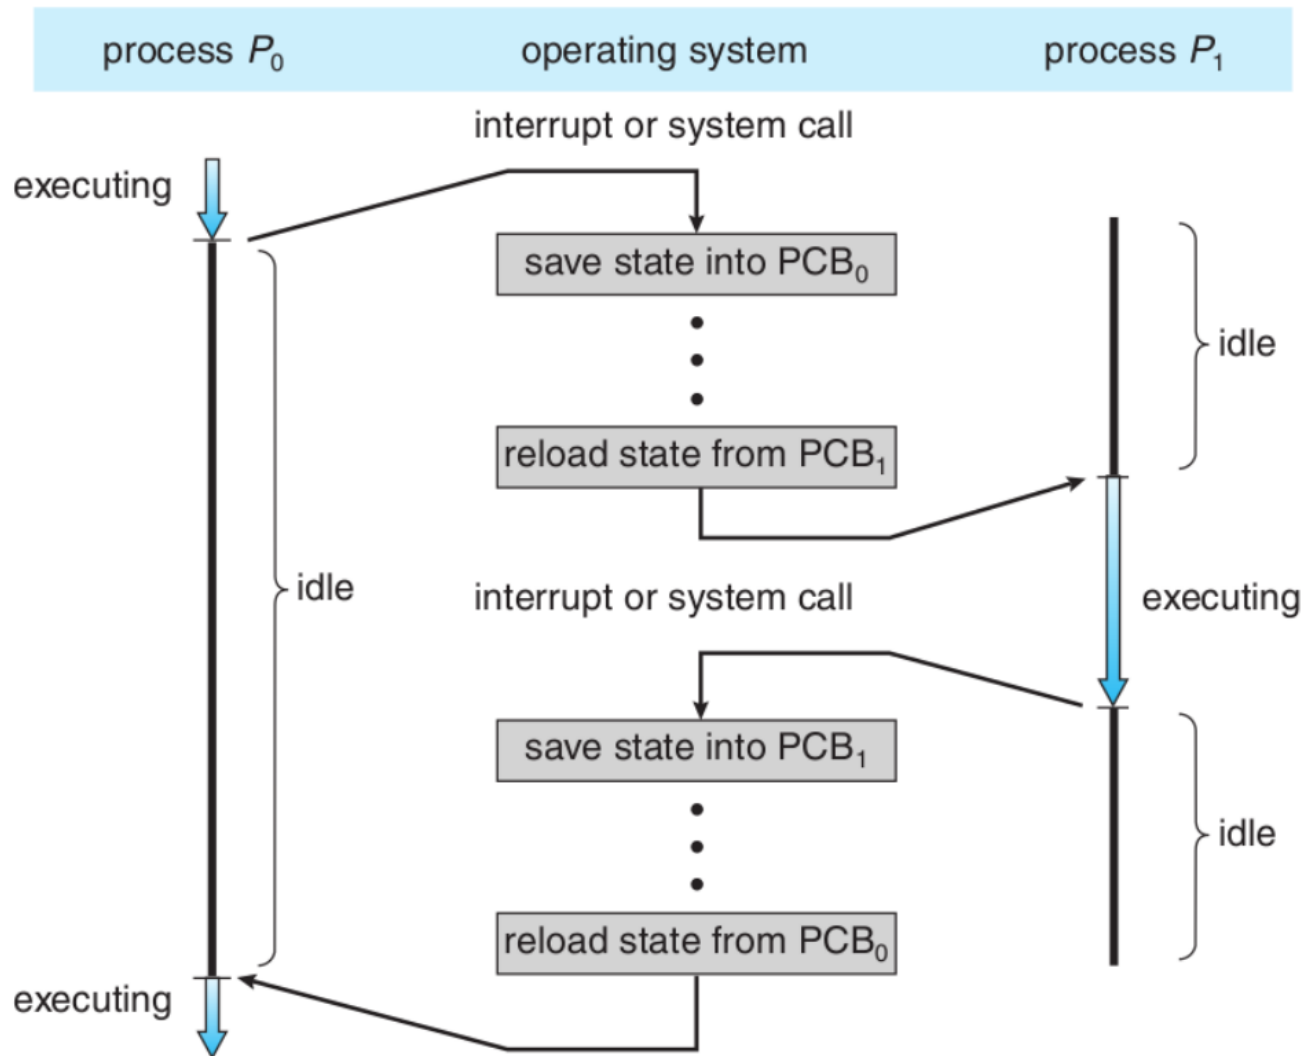 process P₀ operating system process P₁
interrupt or system call
executing
save state into PCB₀
idle
reload state from PCB₁
idle
interrupt or system call
executing
save state into PCB₁
idle
reload state from PCB₀
executing